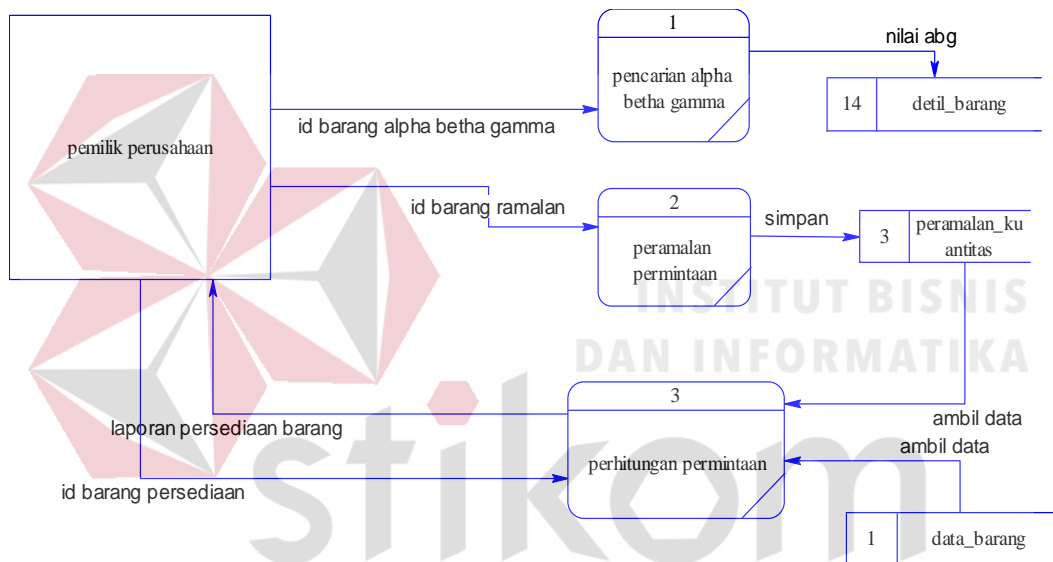 1
nilai abg
pencarian alpha
betha gamma
14
detil_barang
id barang alpha betha gamma
pemilik perusahaan
id barang ramalan
2
simpan
peramalan
permintaan
3
peramalan_ku
antitas
INSTITUT BISNIS
DAN INFORMATIKA
3
laporan persediaan barang
ambil data
ambil data
perhitungan permintaan
id barang persediaan
stikom
1
data_barang